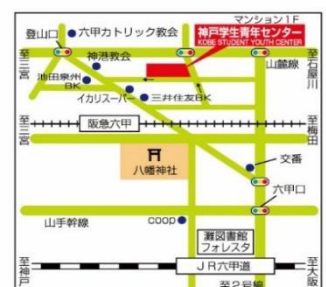 マンション1F
登山口
六甲カトリック教会
神戸学生青年センター
KOBE STUDENT YOUTH CENTER
至三宮
神港教会
山麓線
至石屋川
池田泉州
BK
イカリスーパー
三井住友BK
至三宮
阪急六甲
至梅田
八幡神社
交番
六甲口
山手幹線
coop
灘図書館
フォレスタ
至神戸
JR六甲道
至大阪
至2号線